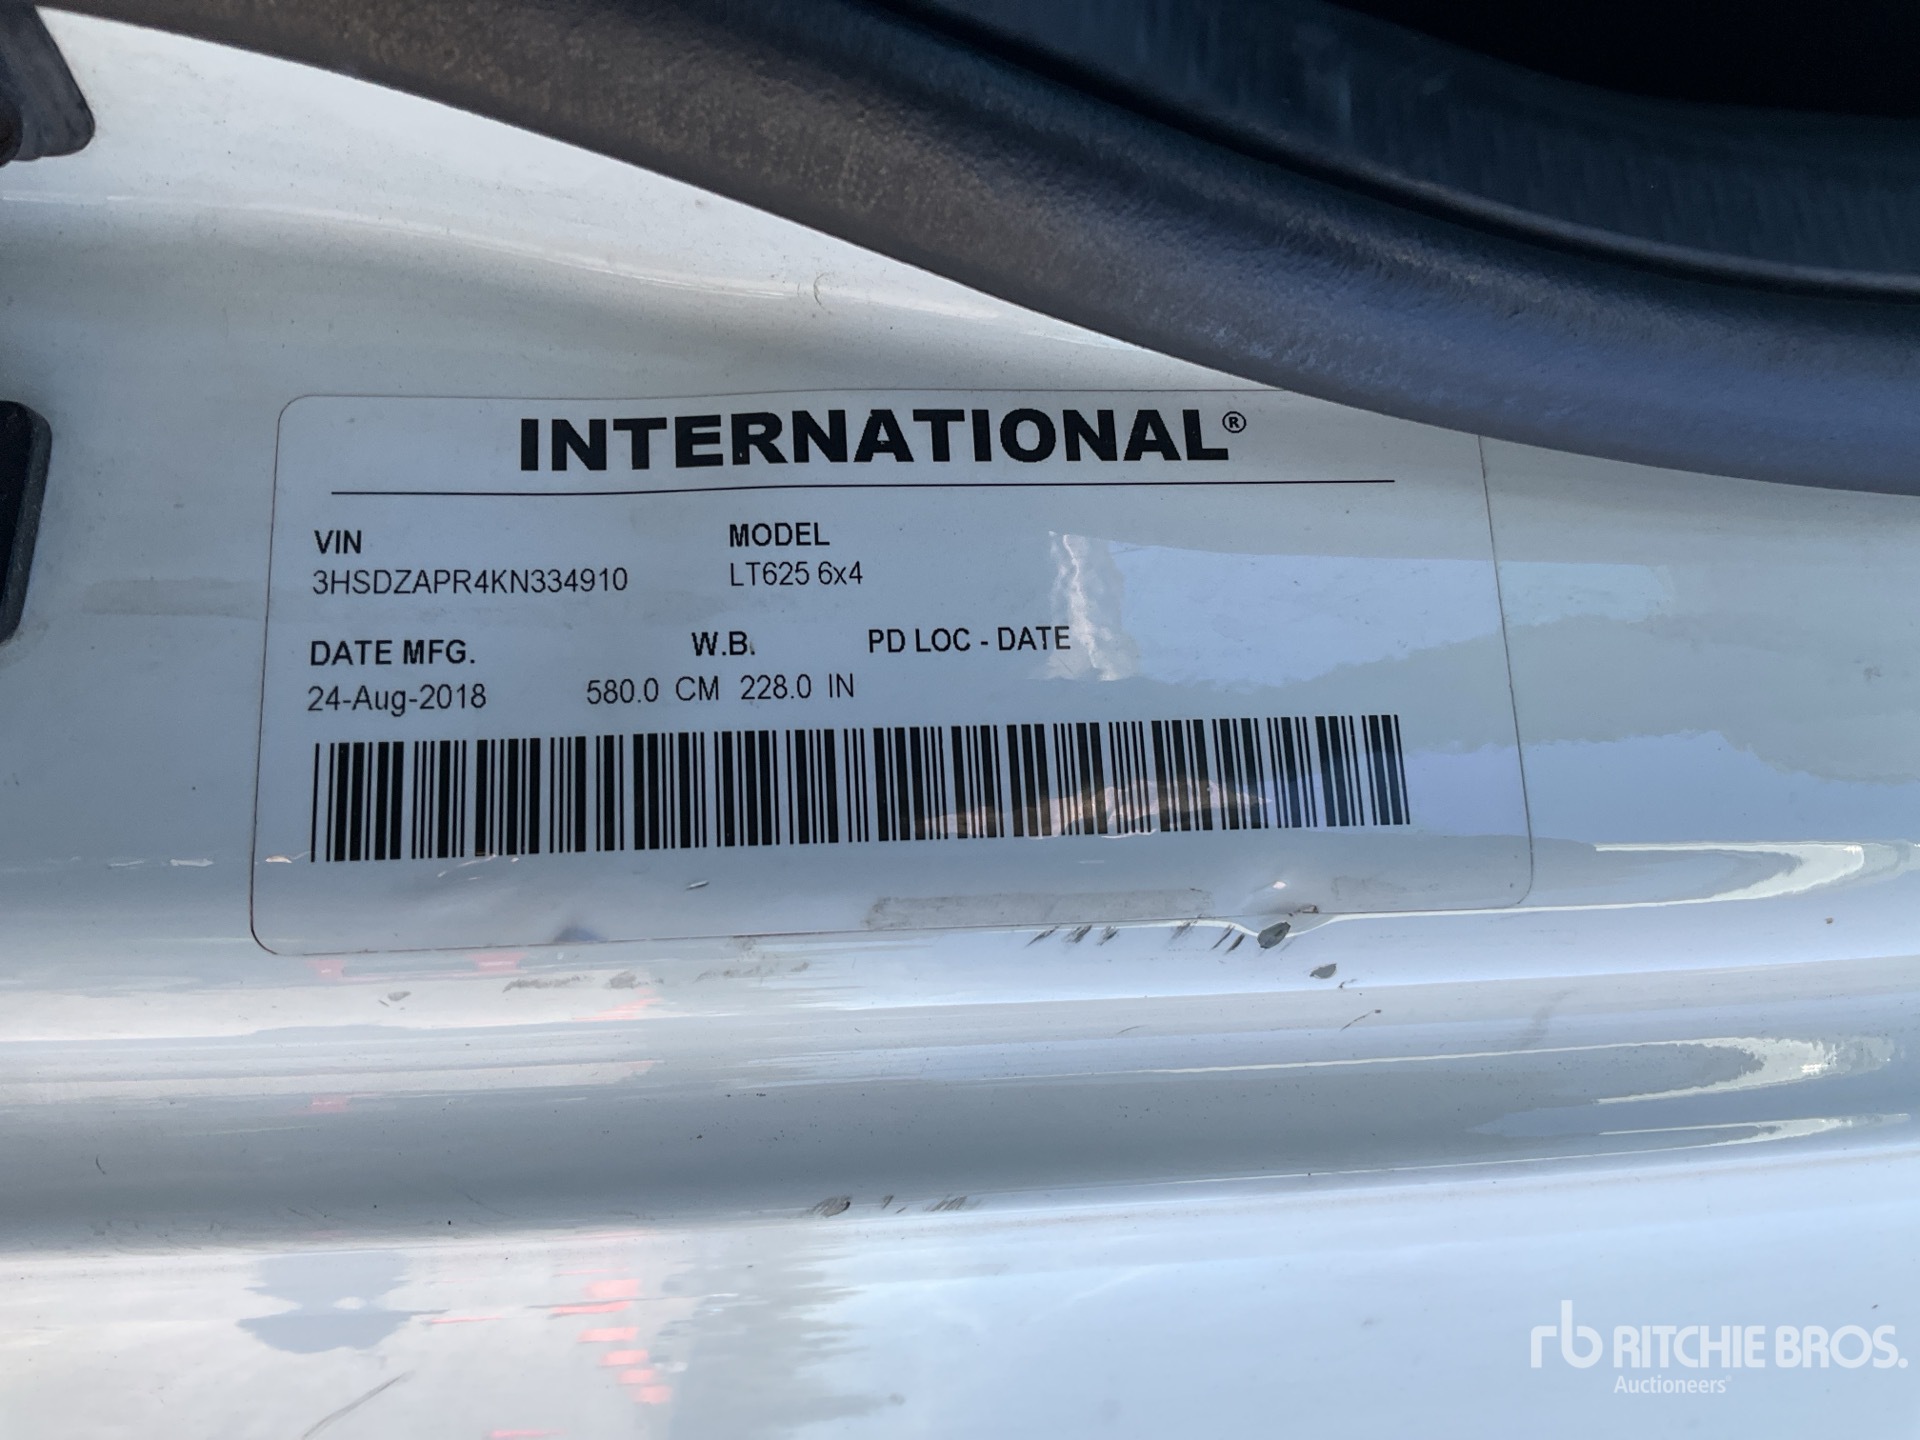 INTERNATIONAL®
VIN MODEL
3HSDZAPR4KN334910 LT625 6x4
DATE MFG. W.B. PD LOC - DATE
24-Aug-2018 580.0 CM 228.0 IN
rb RITCHIE BROS.
Auctioneers